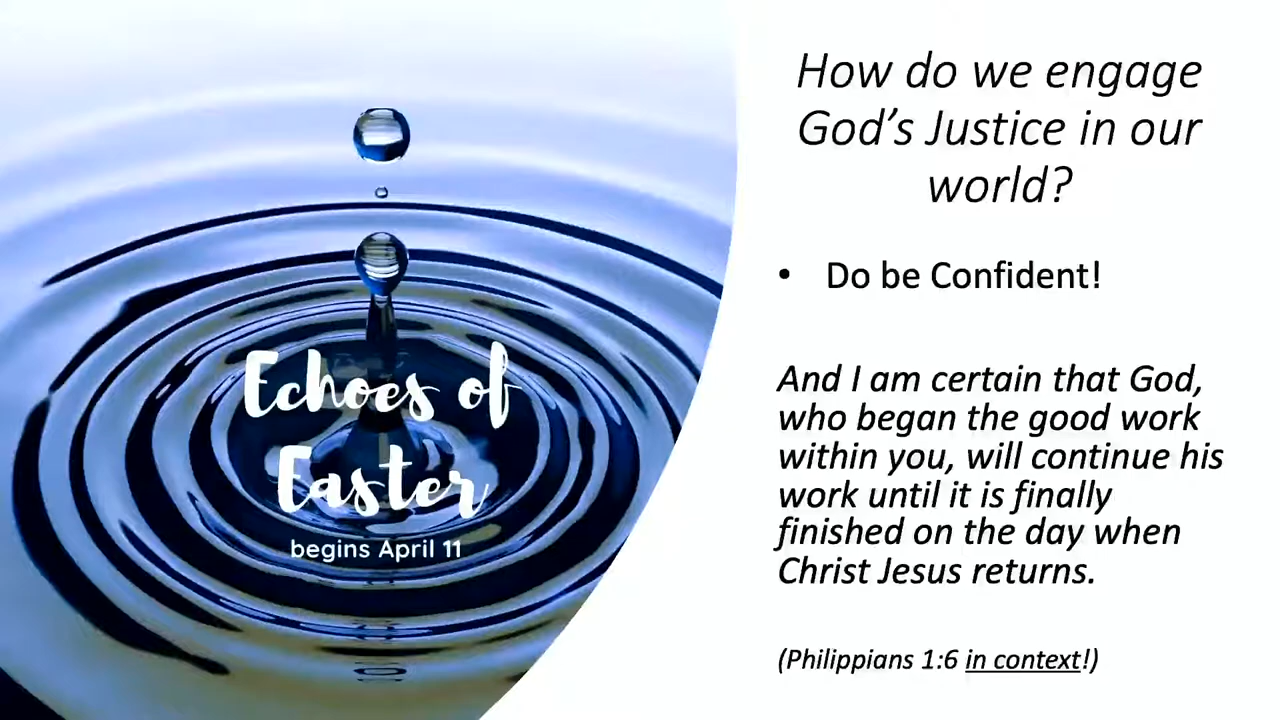 Echoes of
Easter
begins April 11
How do we engage
God’s Justice in our
world?
• Do be Confident!
And I am certain that God,
who began the good work
within you, will continue his
work until it is finally
finished on the day when
Christ Jesus returns.
(Philippians 1:6 in context!)